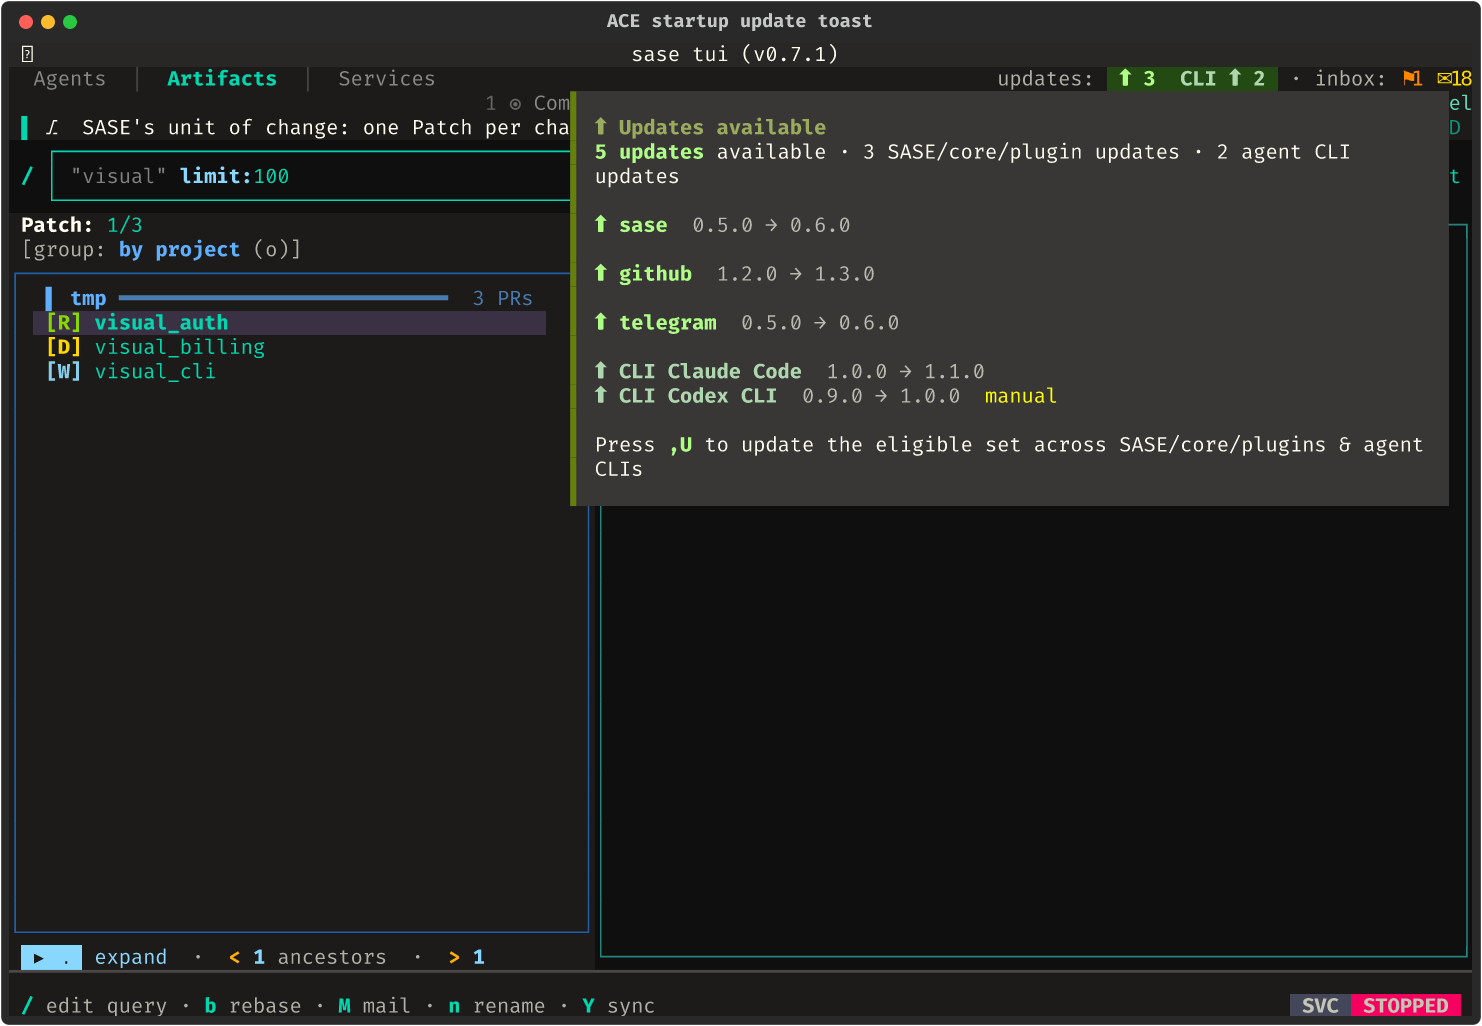 ACE startup update toast
sase tui (v0.7.1)
Agents │ Artifacts │ Services updates: ⬆ 3 CLI ⬆ 2 · inbox: ⚑1 ✉18
1 ◉ Com el
SASE's unit of change: one Patch per cha D
/ "visual" limit:100 t
⬆ Updates available
5 updates available · 3 SASE/core/plugin updates · 2 agent CLI
updates
⬆ sase 0.5.0 → 0.6.0
⬆ github 1.2.0 → 1.3.0
⬆ telegram 0.5.0 → 0.6.0
⬆ CLI Claude Code 1.0.0 → 1.1.0
⬆ CLI Codex CLI 0.9.0 → 1.0.0 manual
Press ,U to update the eligible set across SASE/core/plugins & agent
CLIs
Patch: 1/3
[group: by project (o)]
tmp 3 PRs
[R] visual_auth
[D] visual_billing
[W] visual_cli
▶ . expand · < 1 ancestors · > 1
/ edit query · b rebase · M mail · n rename · Y sync SVC STOPPED